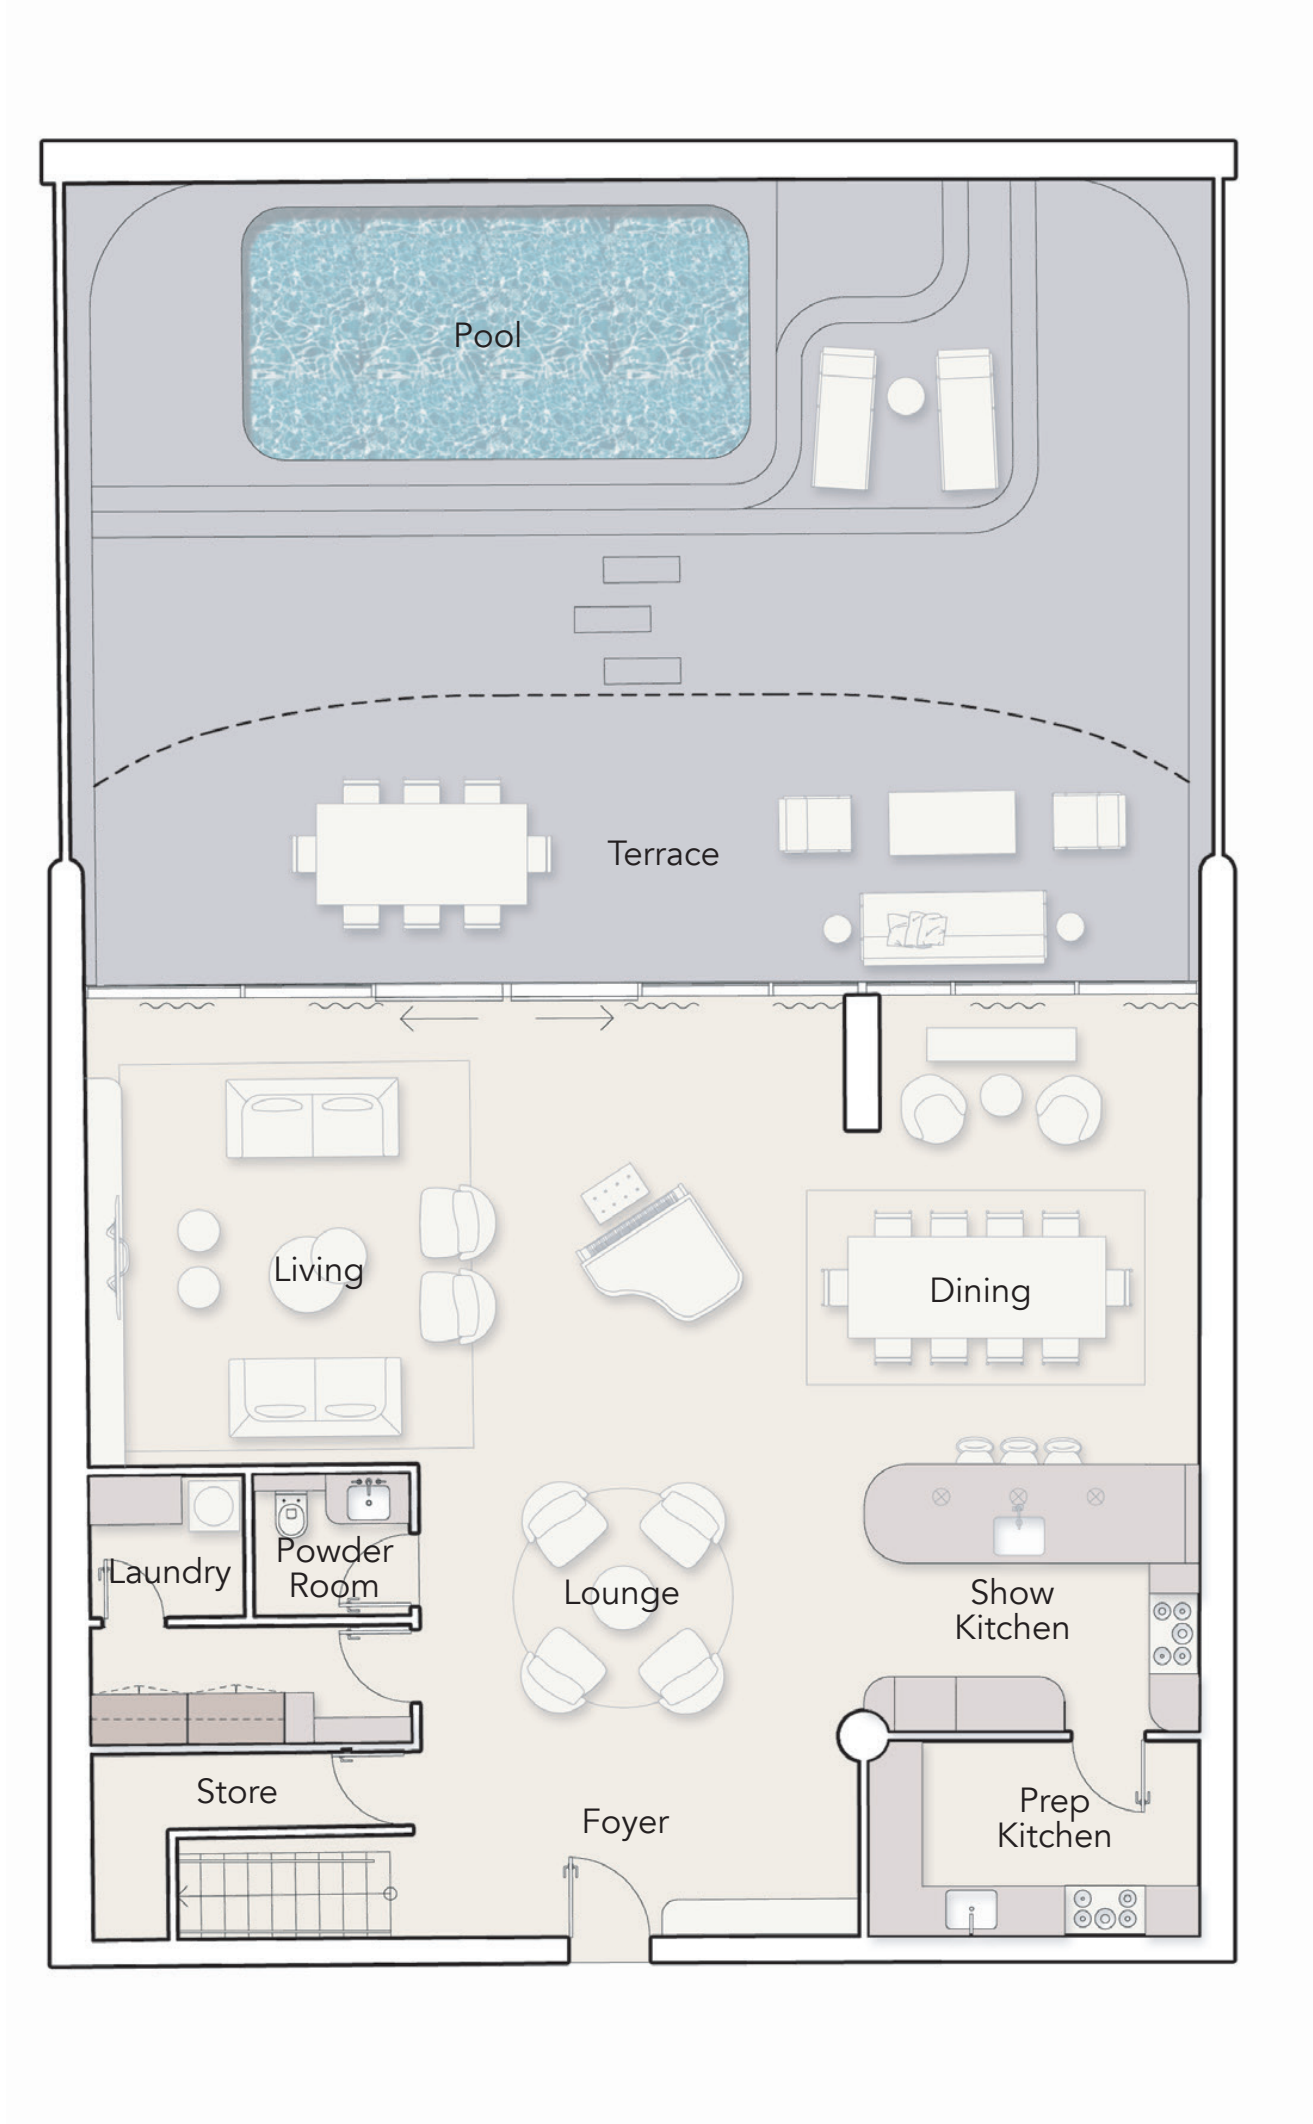 Pool
Terrace
Living
Dining
Powder
Room
Laundry
Lounge
Show
Kitchen
Store
Foyer
Prep
Kitchen